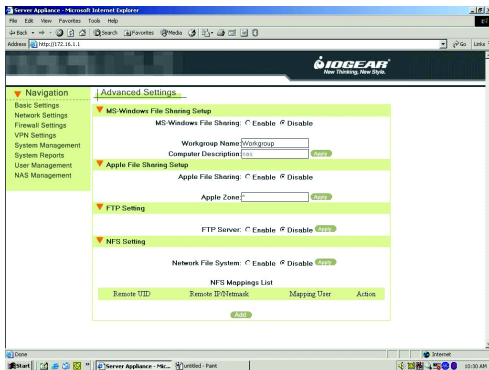 Server Appliance - Microsoft Internet Explorer
File Edit View Favorites Tools Help
Back Search Favorites Media
Address http://172.16.1.1 Go Links
IOGEAR
New Thinking, New Style.
Navigation
Basic Settings
Network Settings
Firewall Settings
VPN Settings
System Management
System Reports
User Management
NAS Management
Advanced Settings
MS-Windows File Sharing Setup
MS-Windows File Sharing: Enable Disable
Workgroup Name: Workgroup
Computer Description: nas Apply
Apple File Sharing Setup
Apple File Sharing: Enable Disable
Apple Zone: * Apply
FTP Setting
FTP Server: Enable Disable Apply
NFS Setting
Network File System: Enable Disable Apply
NFS Mappings List
Remote UID Remote IP/Netmask Mapping User Action
Add
Done Internet
Start Server Appliance - Mic... untitled - Paint 10:30 AM